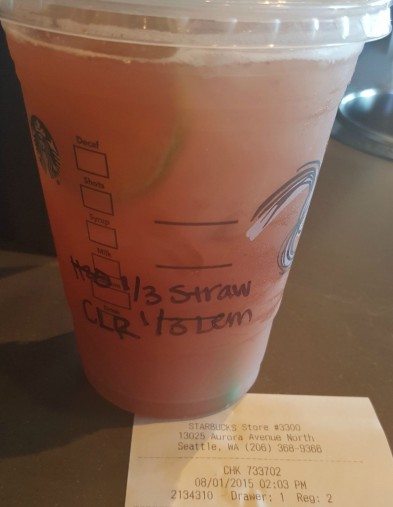 Decaf
Shots
Syrup
Milk
1/3 Straw
CLR 1/3 Lem
STARBUCKS Store #3300
13025 Aurora Avenue North
Seattle, WA (206) 368-9366
CHK 733702
08/01/2015 02:03 PM
2134310 Drawer: 1 Reg: 2